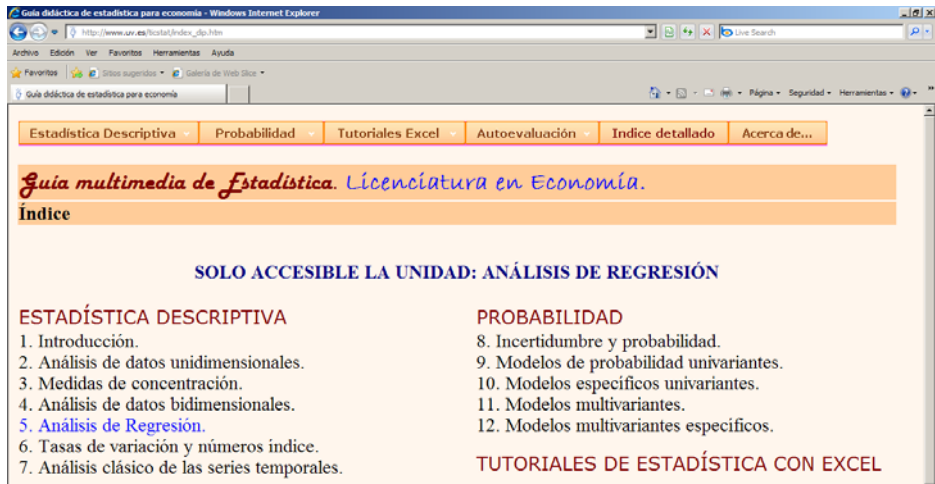 Guía didáctica de estadística para economía - Windows Internet Explorer
http://www.uv.es/bcstat/index_dip.htm
Live Search
Archivo Edición Ver Favoritos Herramientas Ayuda
Favoritos Sitios sugeridos Galería de Web Slice
Guía didáctica de estadística para economía
Página Seguridad Herramientas
Estadística Descriptiva Probabilidad Tutoriales Excel Autoevaluación Indice detallado Acerca de...
Guía multimedia de Estadística. Licenciatura en Economía.
Índice
SOLO ACCESIBLE LA UNIDAD: ANÁLISIS DE REGRESIÓN
ESTADÍSTICA DESCRIPTIVA
1. Introducción.
2. Análisis de datos unidimensionales.
3. Medidas de concentración.
4. Análisis de datos bidimensionales.
5. Análisis de Regresión.
6. Tasas de variación y números índice.
7. Análisis clásico de las series temporales.
PROBABILIDAD
8. Incertidumbre y probabilidad.
9. Modelos de probabilidad univariantes.
10. Modelos específicos univariantes.
11. Modelos multivariantes.
12. Modelos multivariantes específicos.
TUTORIALES DE ESTADÍSTICA CON EXCEL